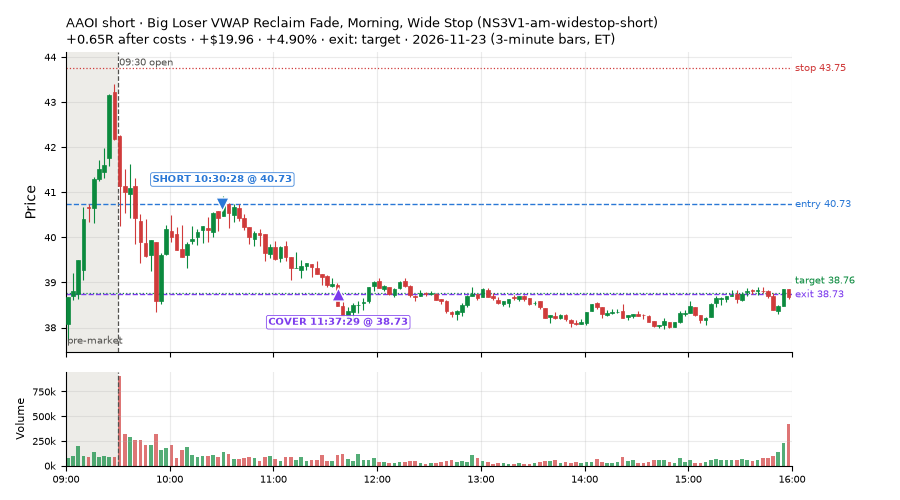 AAOI short · Big Loser VWAP Reclaim Fade, Morning, Wide Stop (NS3V1-am-widestop-short)
+0.65R after costs · +$19.96 · +4.90% · exit: target · 2026-11-23 (3-minute bars, ET)
44
09:30 open
stop 43.75
43
42
SHORT 10:30:28 @ 40.73
41
entry 40.73
Price
40
39
target 38.76
exit 38.73
COVER 11:37:29 @ 38.73
38
pre-market
750k
500k
Volume
250k
0k
09:00 10:00 11:00 12:00 13:00 14:00 15:00 16:00